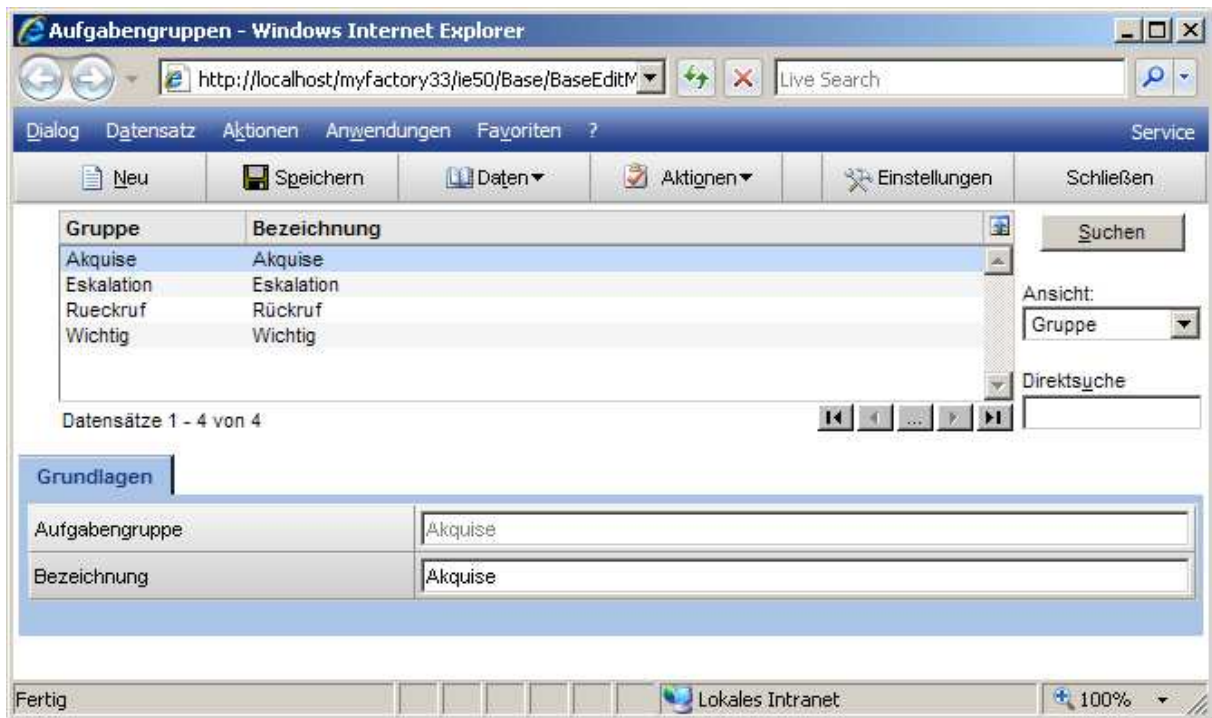 Aufgabengruppen - Windows Internet Explorer
http://localhost/myfactory33/ie50/Base/BaseEditM Live Search
Dialog Datensatz Aktionen Anwendungen Favoriten ? Service
Neu Speichern Daten Aktionen Einstellungen Schließen
Gruppe Bezeichnung Suchen
Akquise Akquise
Eskalation Eskalation
Ansicht:
Rueckruf Rückruf
Gruppe
Wichtig Wichtig
Direktsuche
Datensätze 1 - 4 von 4 ...
Grundlagen
Aufgabengruppe Akquise
Bezeichnung Akquise
Fertig Lokales Intranet 100%